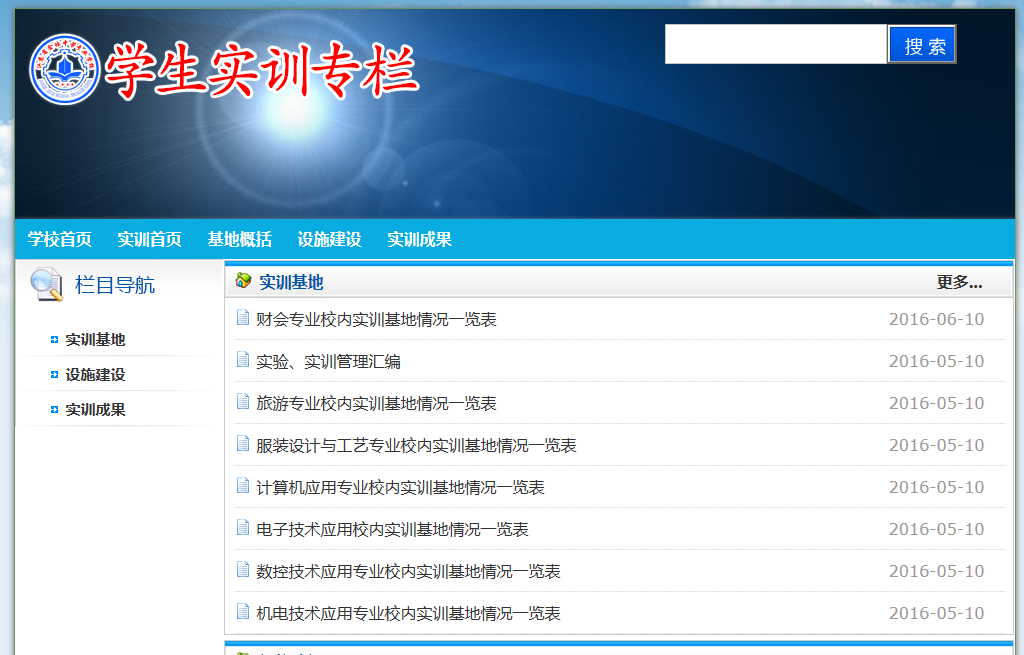 学生实训专栏
搜 索
学校首页 实训首页 基地概括 设施建设 实训成果
栏目导航
实训基地
设施建设
实训成果
实训基地 更多...
财会专业校内实训基地情况一览表 2016-06-10
实验、实训管理汇编 2016-05-10
旅游专业校内实训基地情况一览表 2016-05-10
服装设计与工艺专业校内实训基地情况一览表 2016-05-10
计算机应用专业校内实训基地情况一览表 2016-05-10
电子技术应用校内实训基地情况一览表 2016-05-10
数控技术应用专业校内实训基地情况一览表 2016-05-10
机电技术应用专业校内实训基地情况一览表 2016-05-10